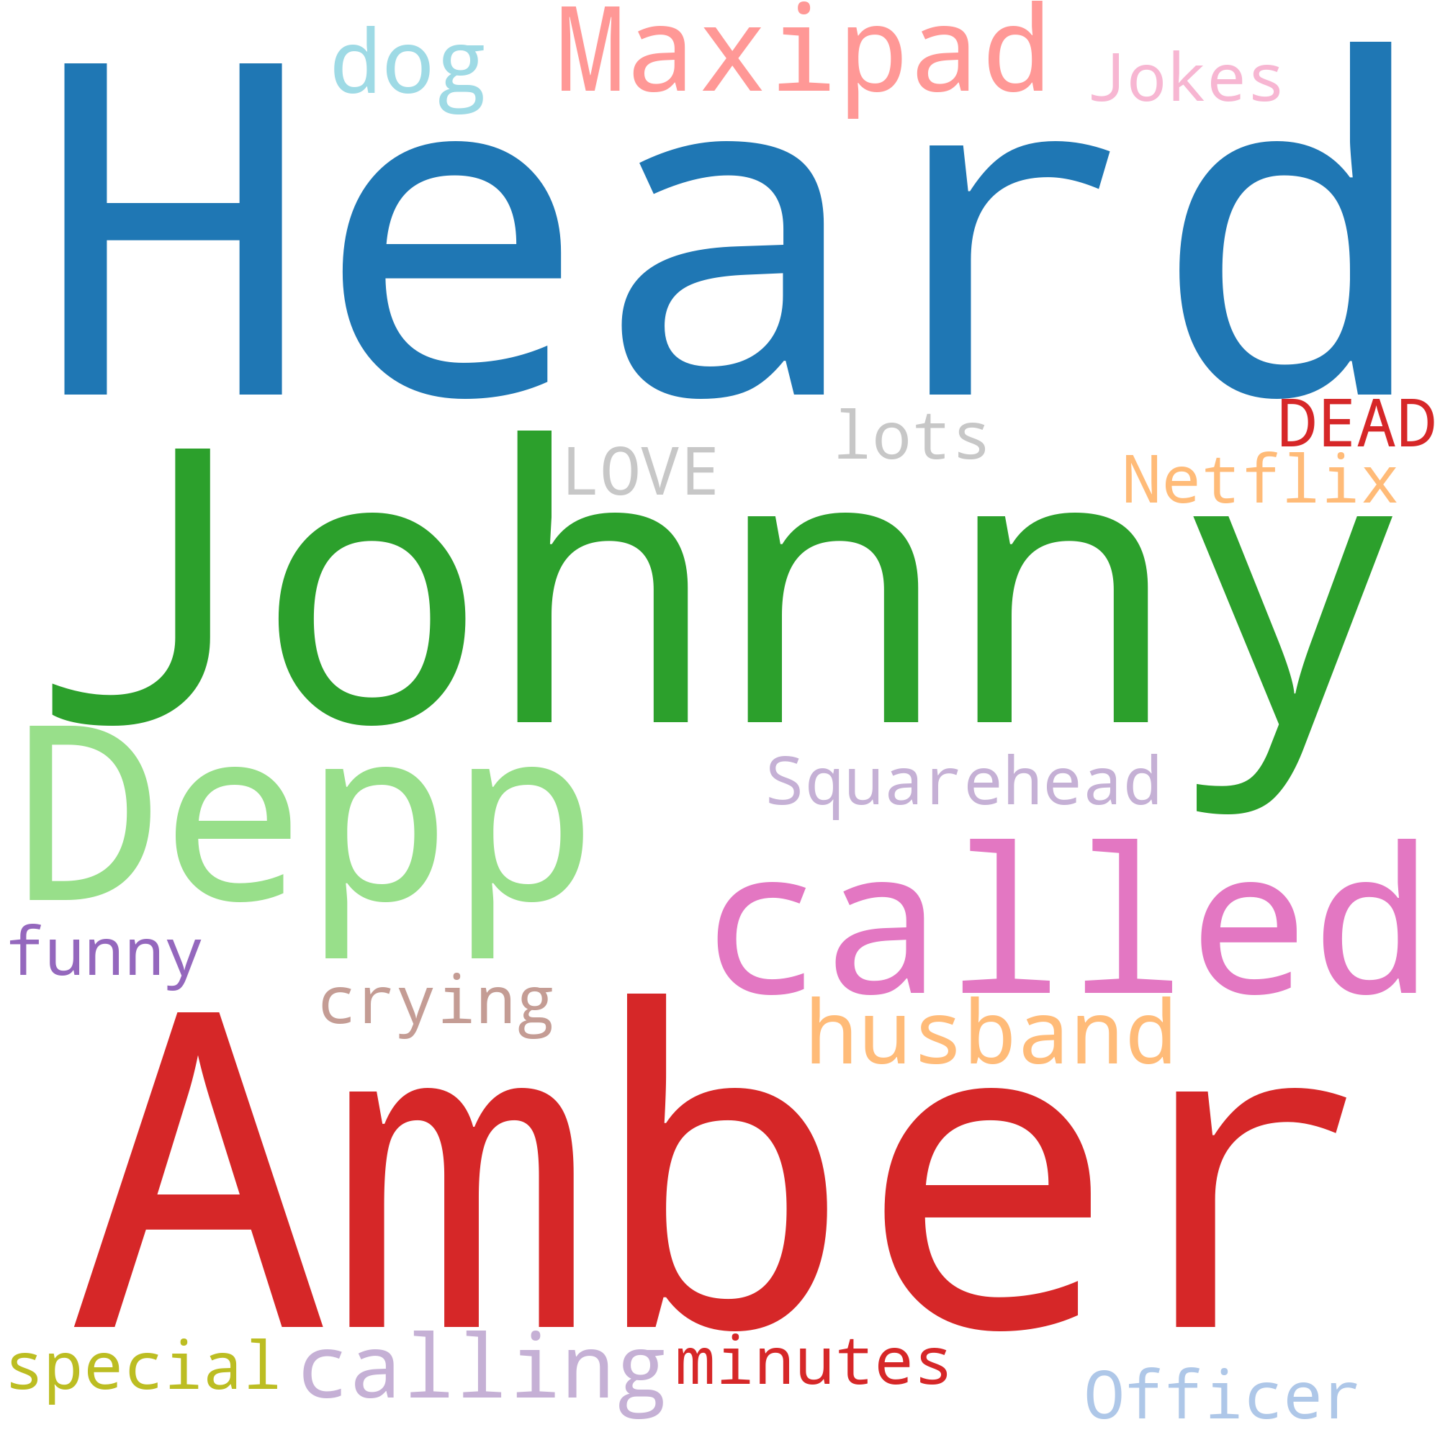 dog Maxipad Jokes
Heard
DEAD
LOVE lots Netflix
Johnny
Depp Squarehead
called
funny
crying husband
Amber
special calling minutes Officer